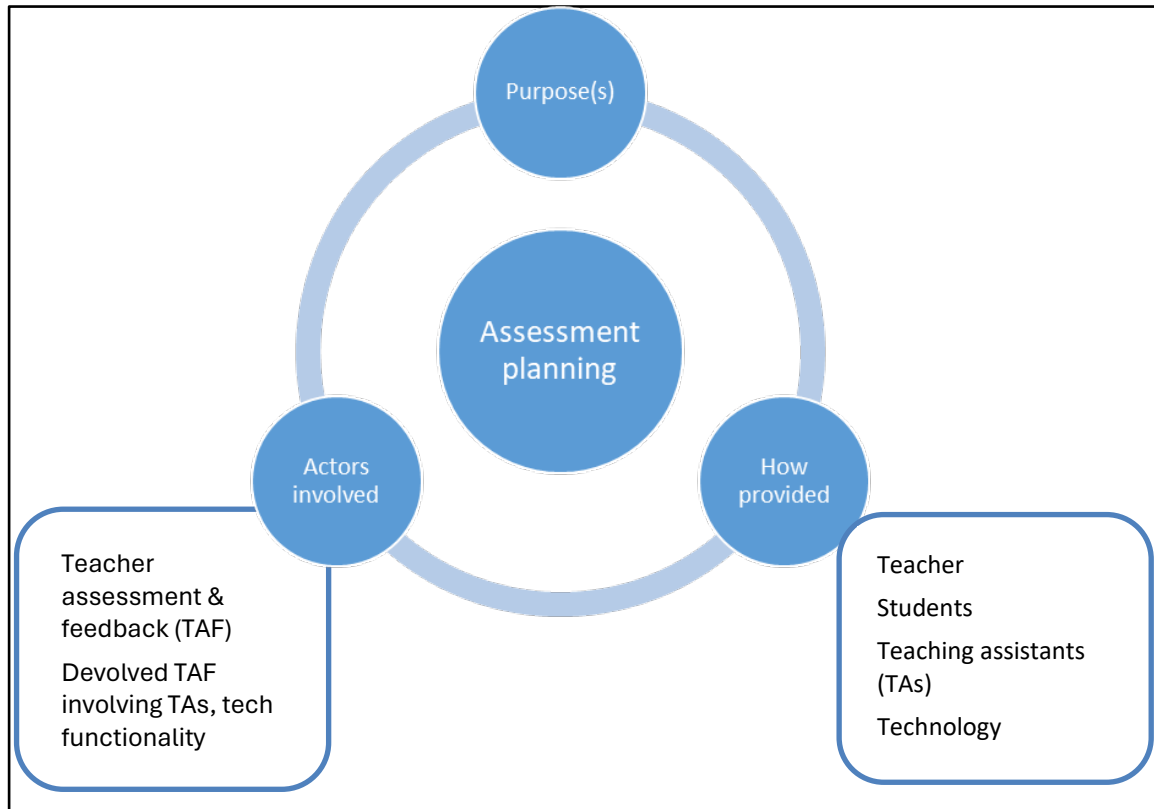 Purpose(s)
Assessment
planning
Actors
involved
How
provided
Teacher
assessment &
feedback (TAF)
Devolved TAF
involving TAs, tech
functionality
Teacher
Students
Teaching assistants
(TAs)
Technology